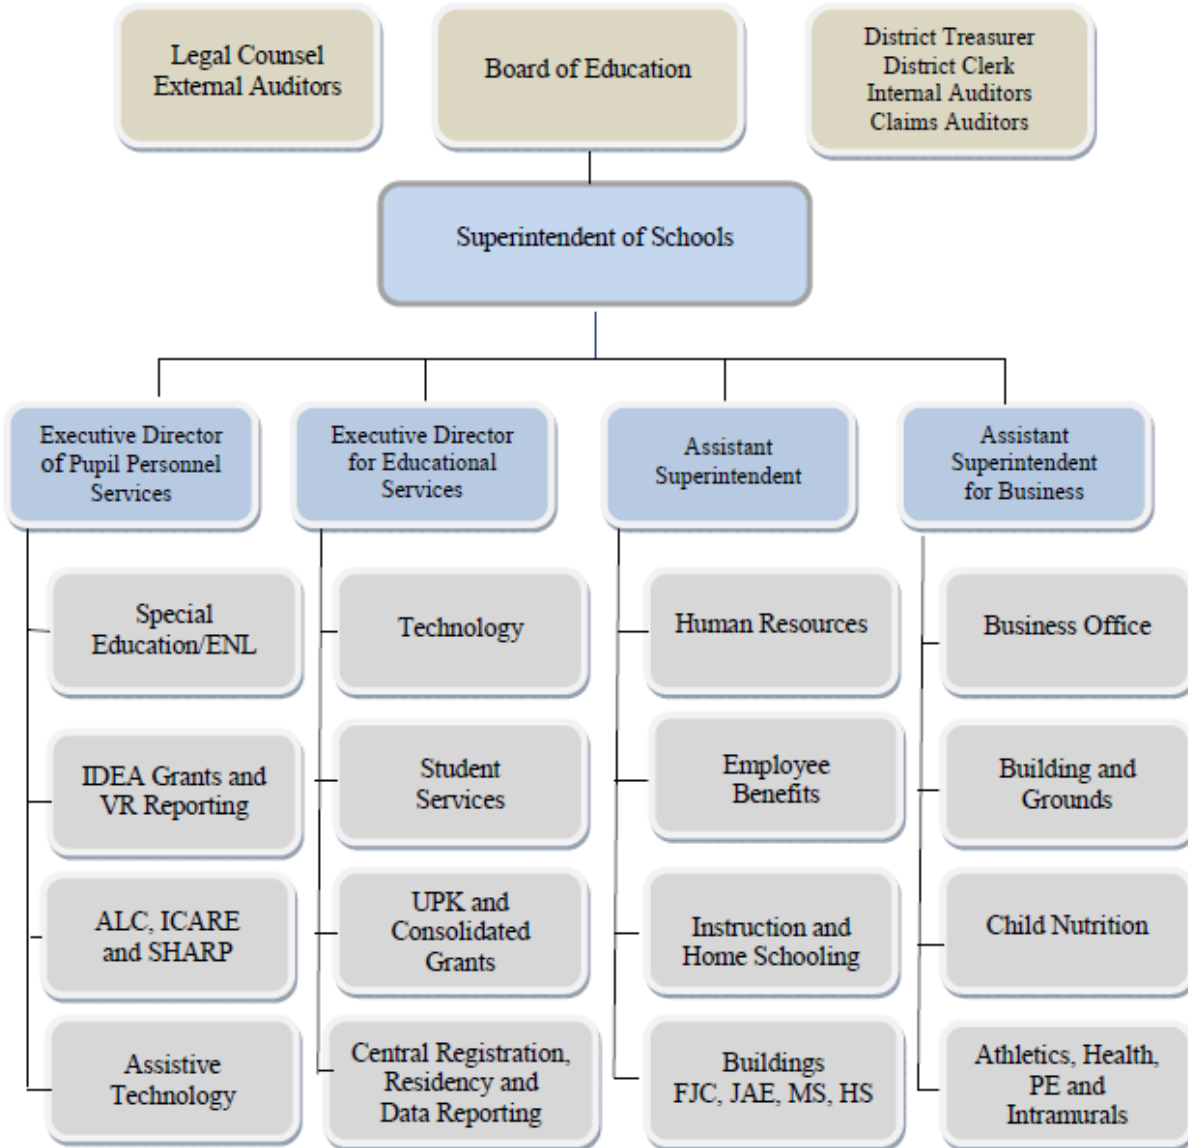 Legal Counsel
External Auditors
Board of Education
District Treasurer
District Clerk
Internal Auditors
Claims Auditors
Superintendent of Schools
Executive Director
of Pupil Personnel
Services
Executive Director
for Educational
Services
Assistant
Superintendent
Assistant
Superintendent
for Business
Special
Education/ENL
Technology
Human Resources
Business Office
IDEA Grants and
VR Reporting
Student
Services
Employee
Benefits
Building and
Grounds
ALC, ICARE
and SHARP
UPK and
Consolidated
Grants
Instruction and
Home Schooling
Child Nutrition
Assistive
Technology
Central Registration,
Residency and
Data Reporting
Buildings
FJC, JAE, MS, HS
Athletics, Health,
PE and
Intramurals